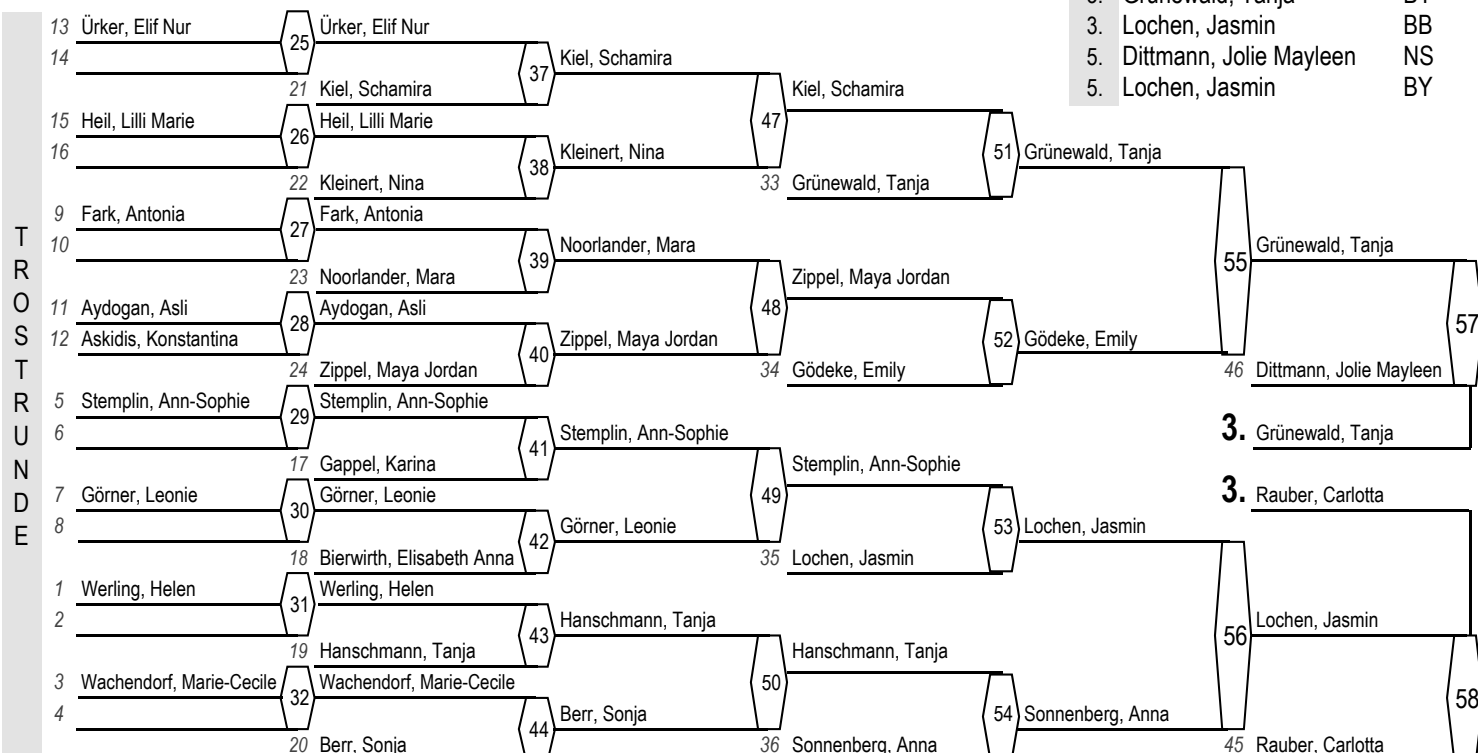 3. Grünewald, Tanja BY
3. Lochen, Jasmin BB
5. Dittmann, Jolie Mayleen NS
5. Lochen, Jasmin BY
TROSTRUNDE
13 Ürker, Elif Nur
14
25 Ürker, Elif Nur
21 Kiel, Schamira
37 Kiel, Schamira
15 Heil, Lilli Marie
16
26 Heil, Lilli Marie
22 Kleinert, Nina
38 Kleinert, Nina
47 Kiel, Schamira
33 Grünewald, Tanja
51 Grünewald, Tanja
9 Fark, Antonia
10
27 Fark, Antonia
23 Noorlander, Mara
39 Noorlander, Mara
11 Aydogan, Asli
12 Askidis, Konstantina
28 Aydogan, Asli
24 Zippel, Maya Jordan
40 Zippel, Maya Jordan
48 Zippel, Maya Jordan
34 Gödeke, Emily
52 Gödeke, Emily
55 Grünewald, Tanja
46 Dittmann, Jolie Mayleen
57
3. Grünewald, Tanja
5 Stemplin, Ann-Sophie
6
29 Stemplin, Ann-Sophie
17 Gappel, Karina
41 Stemplin, Ann-Sophie
7 Görner, Leonie
8
30 Görner, Leonie
18 Bierwirth, Elisabeth Anna
42 Görner, Leonie
49 Stemplin, Ann-Sophie
35 Lochen, Jasmin
53 Lochen, Jasmin
3. Rauber, Carlotta
1 Werling, Helen
2
31 Werling, Helen
19 Hanschmann, Tanja
43 Hanschmann, Tanja
3 Wachendorf, Marie-Cecile
4
32 Wachendorf, Marie-Cecile
20 Berr, Sonja
44 Berr, Sonja
50 Hanschmann, Tanja
36 Sonnenberg, Anna
54 Sonnenberg, Anna
56 Lochen, Jasmin
45 Rauber, Carlotta
58